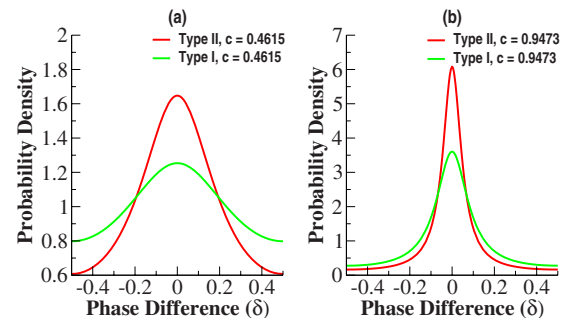 (a)
Type II, c = 0.4615
Type I, c = 0.4615
Probability Density
2
1.8
1.6
1.4
1.2
1
0.8
0.6
-0.4 -0.2 0 0.2 0.4
Phase Difference (δ)
(b)
Type II, c = 0.9473
Type I, c = 0.9473
Probability Density
7
6
5
4
3
2
1
0
-0.4 -0.2 0 0.2 0.4
Phase Difference (δ)